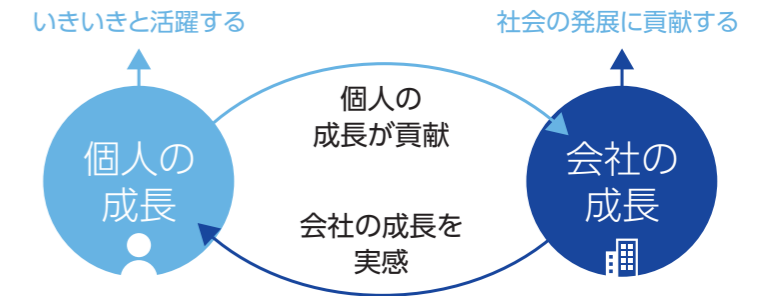 いきいきと活躍する
社会の発展に貢献する
個人の
成長
個人の
成長が貢献
会社の
成長
会社の成長を
実感